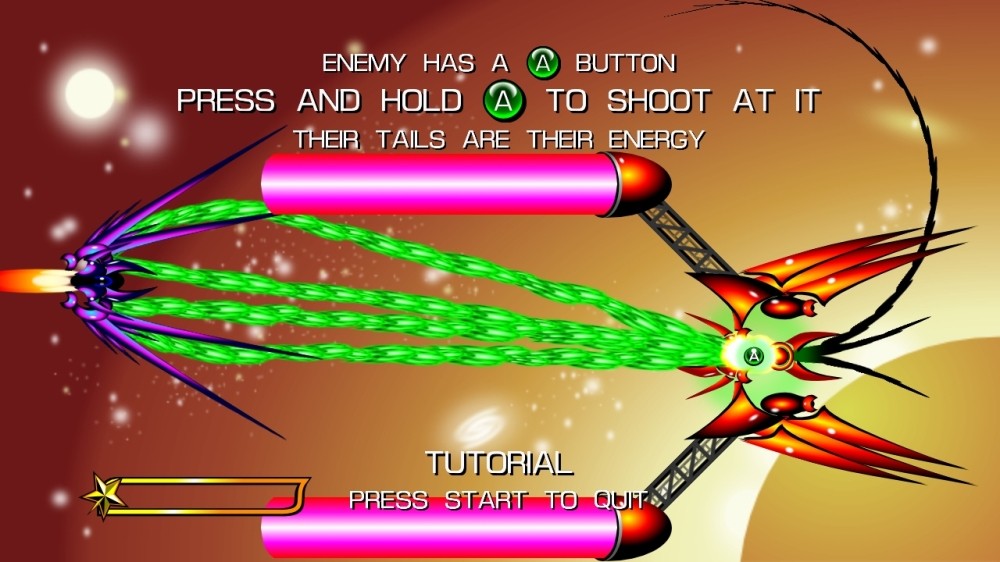 ENEMY HAS A A BUTTON
PRESS AND HOLD A TO SHOOT AT IT
THEIR TAILS ARE THEIR ENERGY
A
TUTORIAL
PRESS START TO QUIT